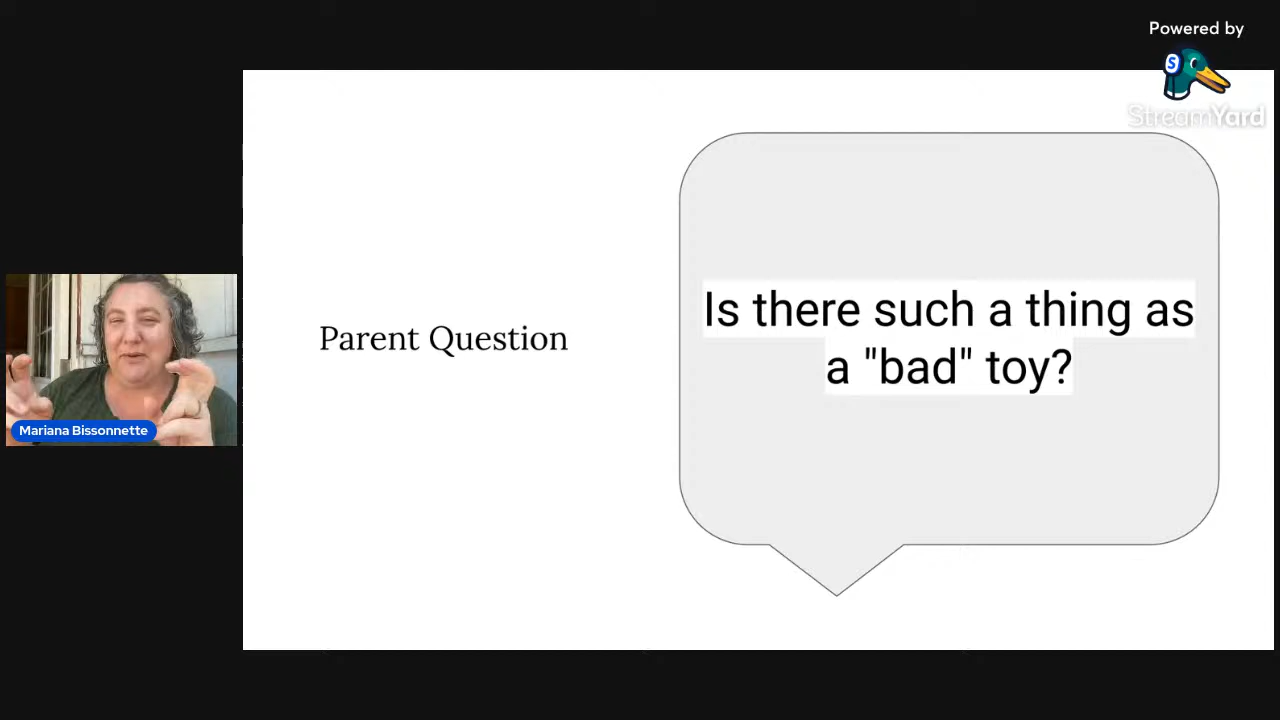 Powered by
S
StreamYard
Parent Question
Is there such a thing as
a "bad" toy?
Mariana Bissonnette